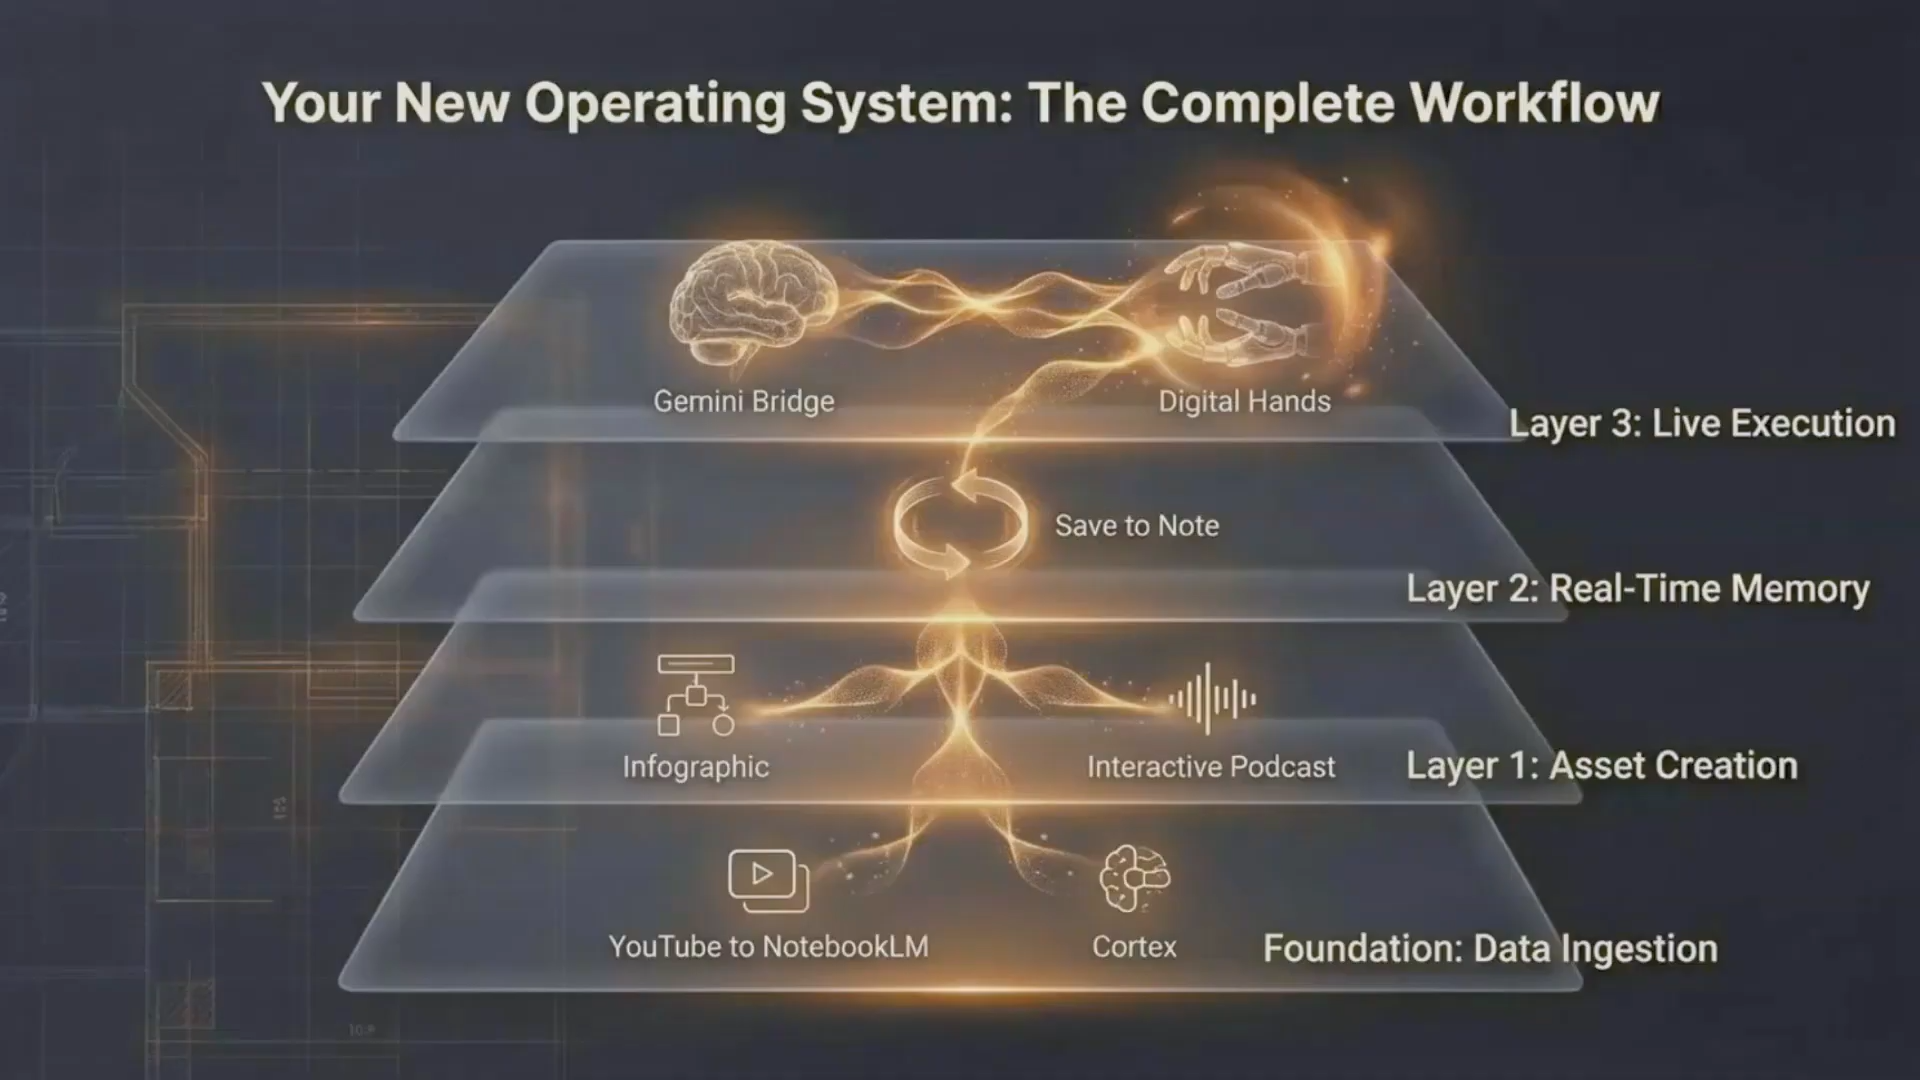 Your New Operating System: The Complete Workflow
Gemini Bridge
Digital Hands
Layer 3: Live Execution
Save to Note
Layer 2: Real-Time Memory
Infographic
Interactive Podcast
Layer 1: Asset Creation
YouTube to NotebookLM
Cortex
Foundation: Data Ingestion